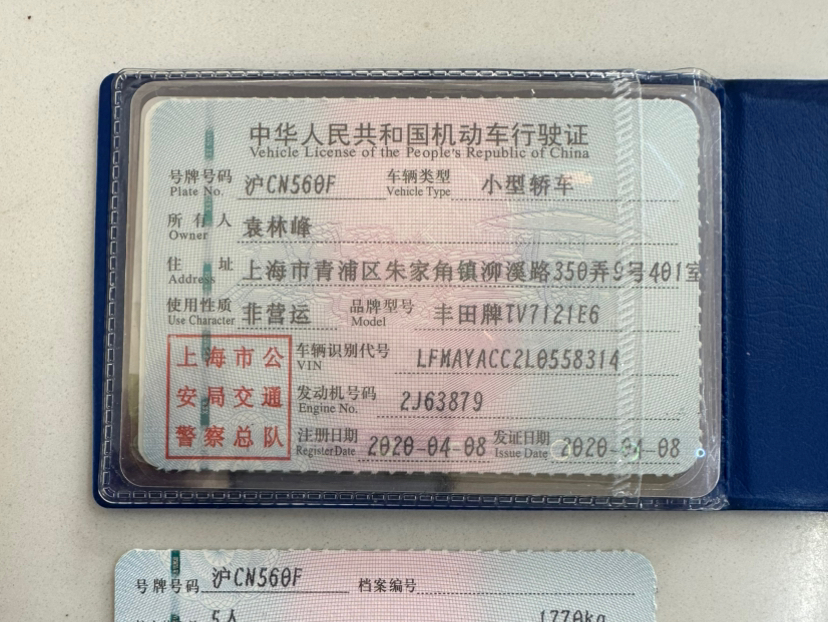 中华人民共和国机动车行驶证
Vehicle License of the People's Republic of China
号牌号码 沪CN560F 车辆类型 小型轿车
Plate No. Vehicle Type
所有人 袁林峰
Owner
住址 上海市青浦区朱家角镇泖溪路350弄9号401室
Address
使用性质 非营运 品牌型号 丰田牌TV7121E6
Use Character Model
上海市公 车辆识别代号 LFMAYACC2L0558314
VIN
安局交通 发动机号码 2J63879
Engine No.
警察总队 注册日期 2020-04-08 发证日期 2020-04-08
Register Date Issue Date
号牌号码 沪CN560F 档案编号
5人 1770kg